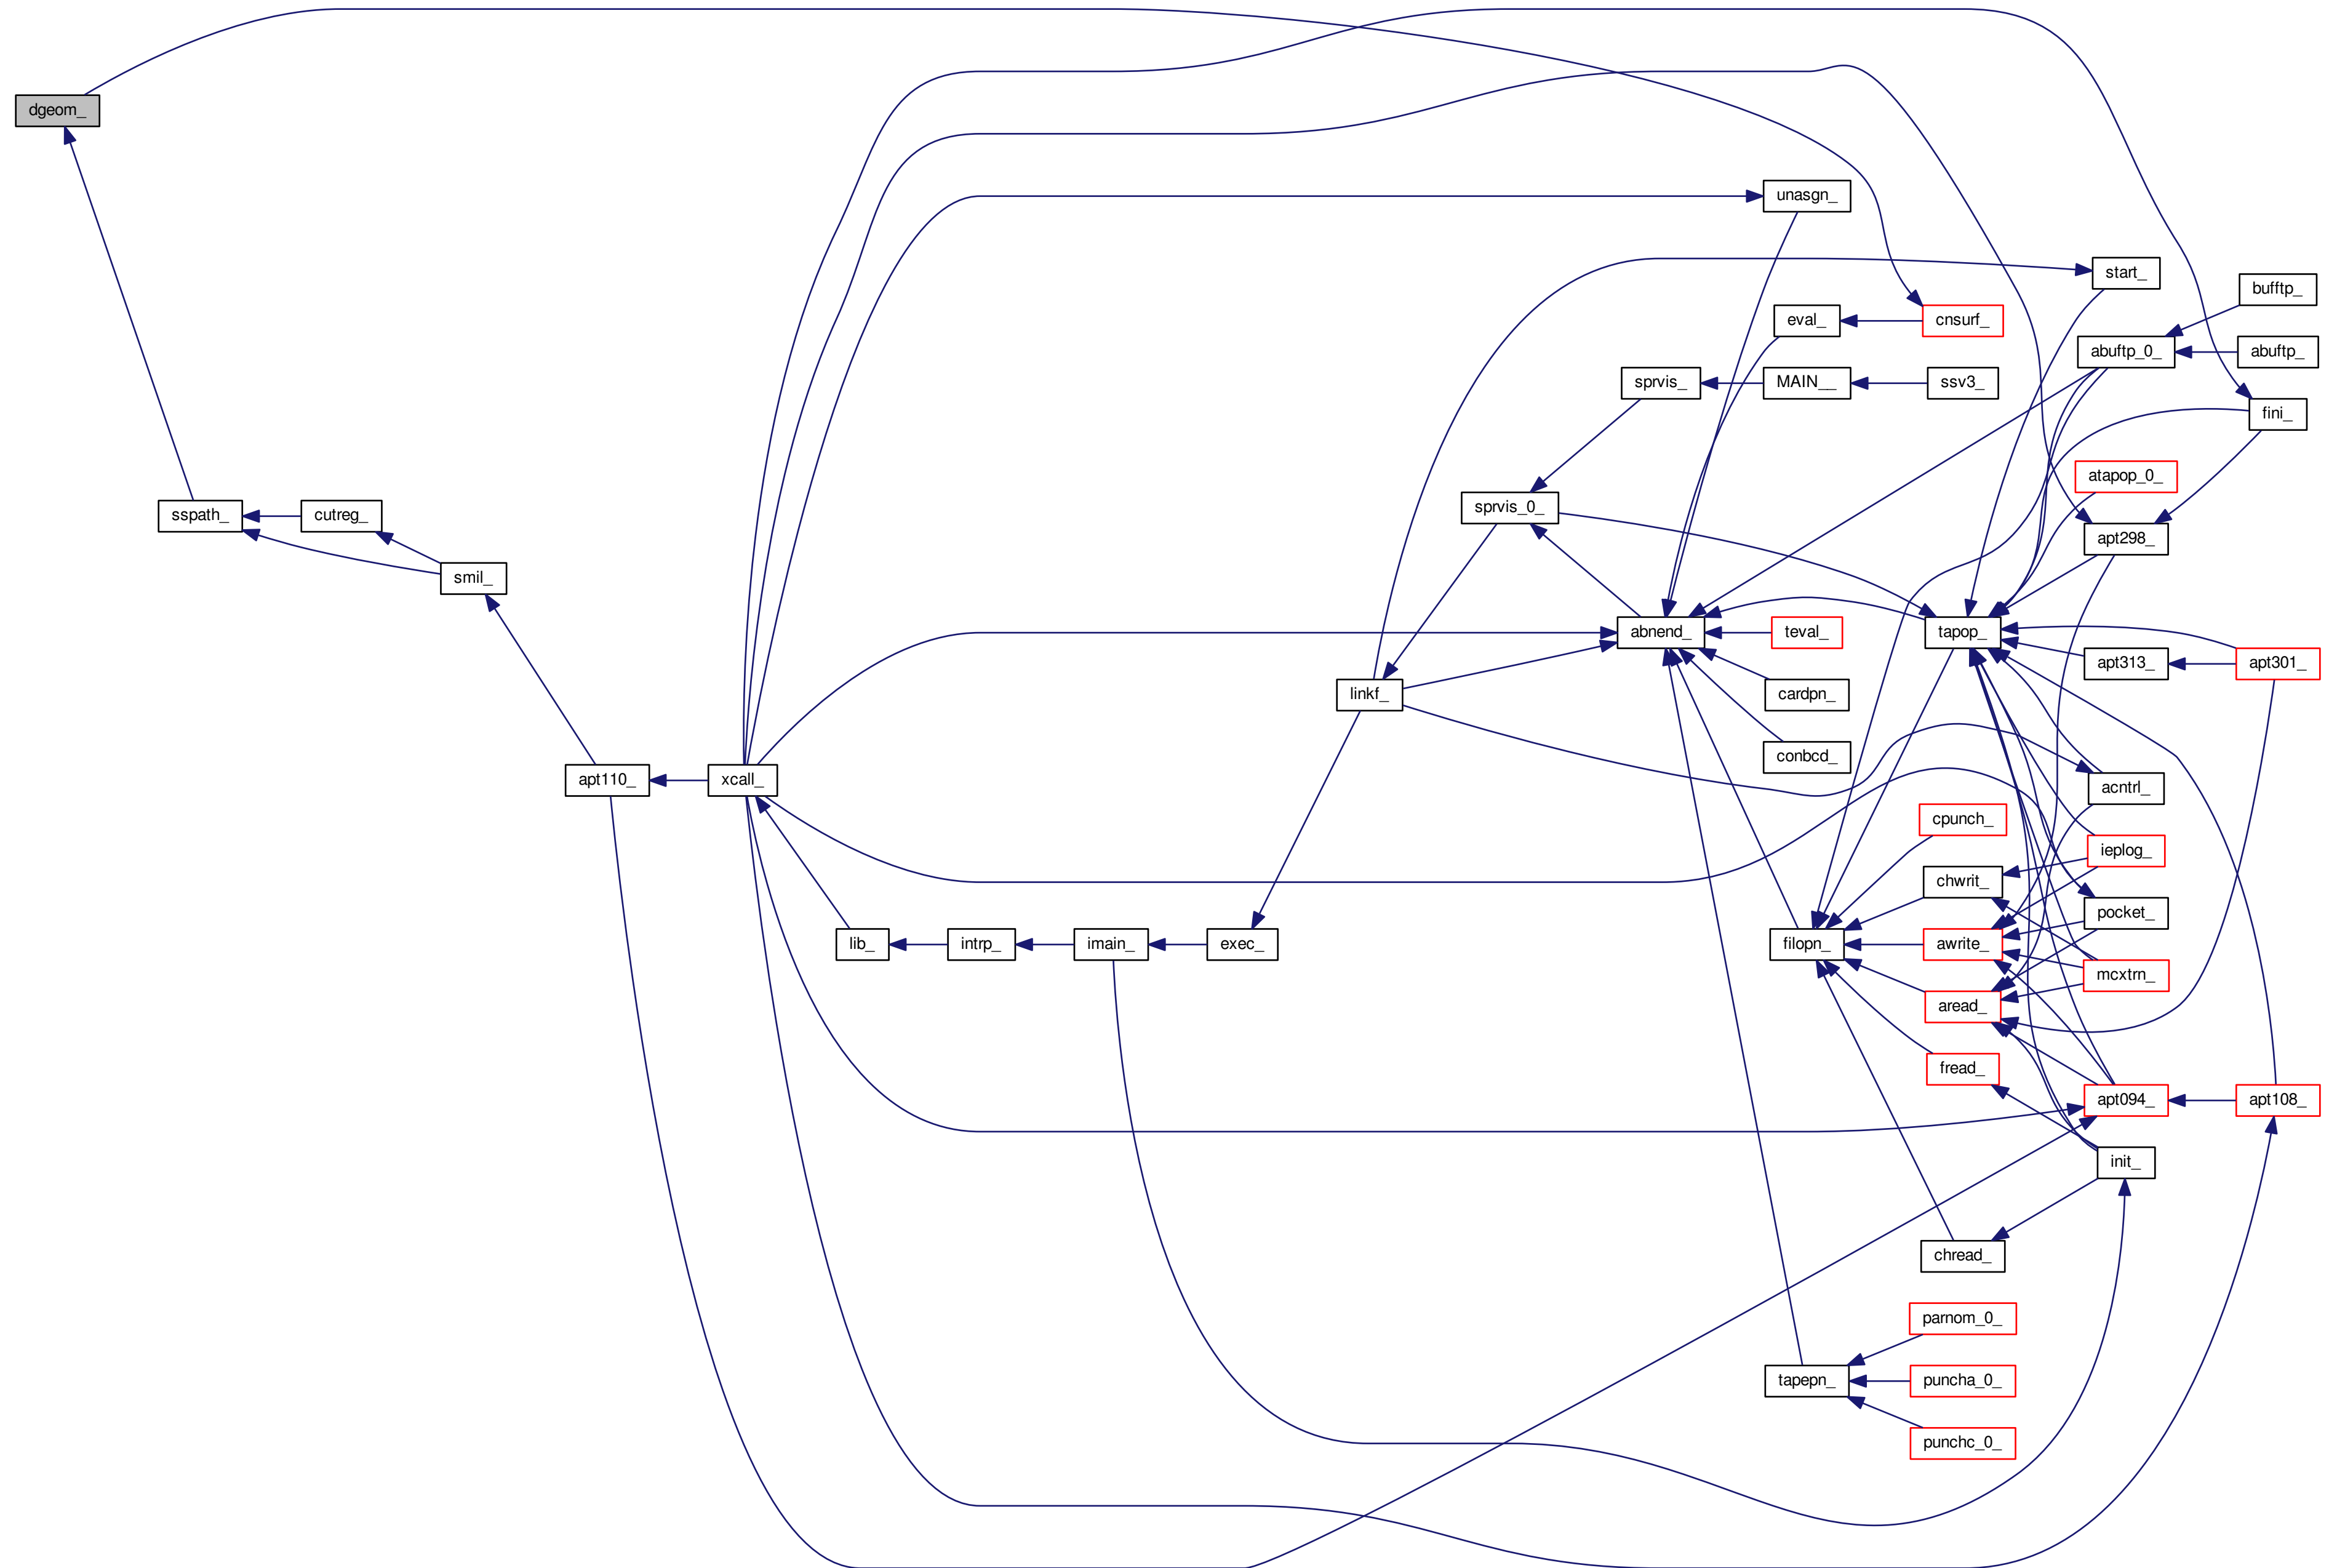 dgeom_
unasgn_
start_
bufftp_
eval_
cnsurf_
abuftp_0_
abuftp_
sprvis_
MAIN__
ssv3_
fini_
atapop_0_
sspath_
cutreg_
sprvis_0_
apt298_
smil_
abnend_
teval_
tapop_
apt313_
apt301_
linkf_
cardpn_
conbcd_
apt110_
xcall_
acntrl_
cpunch_
ieplog_
chwrit_
pocket_
lib_
intrp_
imain_
exec_
filopn_
awrite_
mcxtrn_
aread_
fread_
apt094_
apt108_
init_
chread_
parnom_0_
tapepn_
puncha_0_
punchc_0_